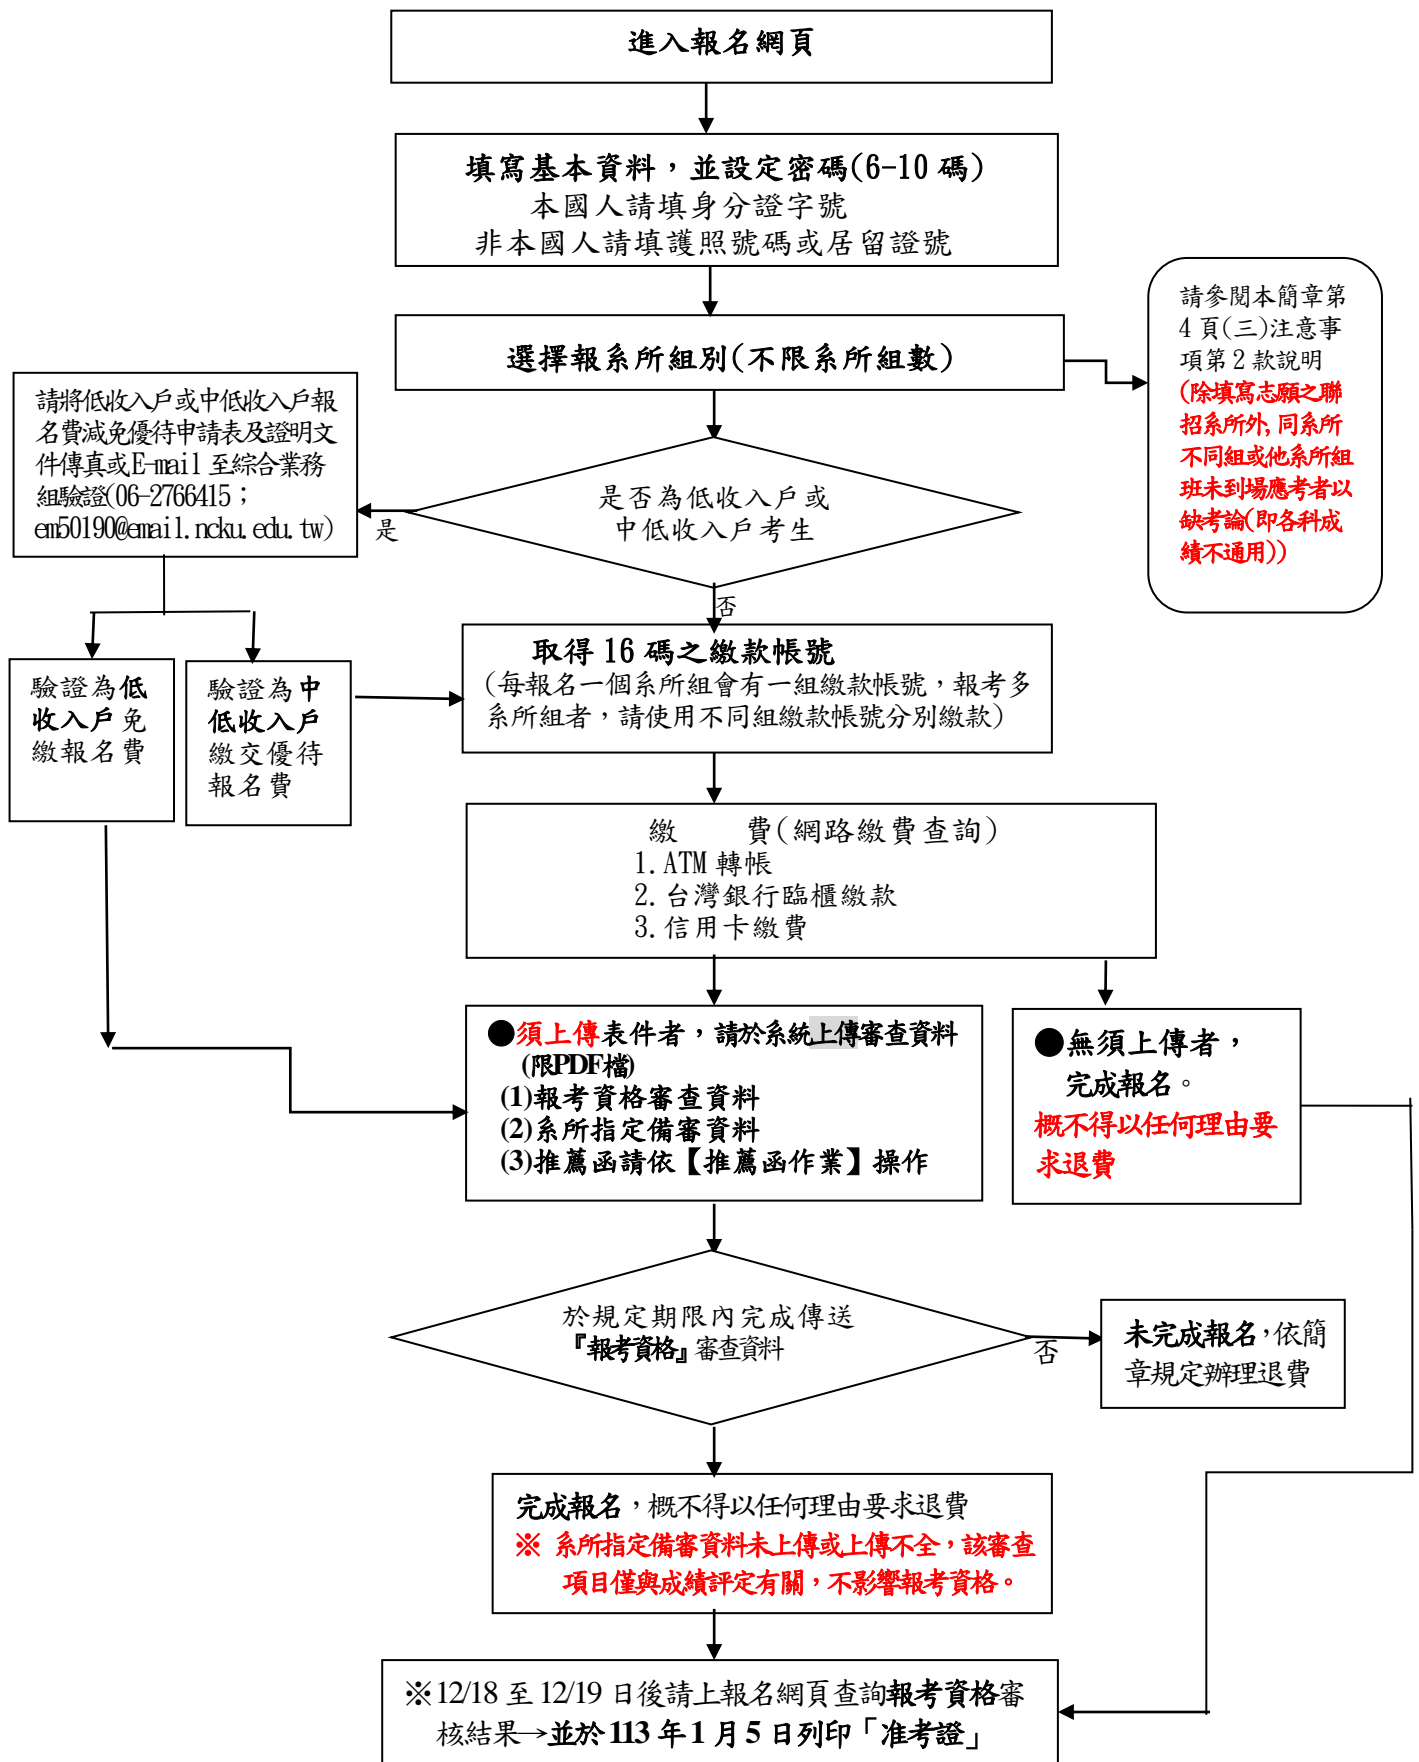 進入報名網頁
填寫基本資料，並設定密碼(6-10 碼)
本國人請填身分證字號
非本國人請填護照號碼或居留證號
選擇報系所組別(不限系所組數)
請參閱本簡章第
4 頁(三)注意事
項第 2 款說明
(除填寫志願之聯
招系所外, 同系所
不同組或他系所組
班未到場應考者以
缺考論(即各科成
績不通用))
請將低收入戶或中低收入戶報
名費減免優待申請表及證明文
件傳真或 E-mail 至綜合業務
組驗證(06-2766415；
em50190@email.ncku.edu.tw)
是否為低收入戶或
中低收入戶考生
是
否
取得 16 碼之繳款帳號
(每報名一個系所組會有一組繳款帳號，報考多
系所組者，請使用不同組繳款帳號分別繳款)
驗證為低
收入戶免
繳報名費
驗證為中
低收入戶
繳交優待
報名費
繳　　費(網路繳費查詢)
1. ATM 轉帳
2. 台灣銀行臨櫃繳款
3. 信用卡繳費
●須上傳表件者，請於系統上傳審查資料
(限PDF檔)
(1)報考資格審查資料
(2)系所指定備審資料
(3)推薦函請依【推薦函作業】操作
●無須上傳者，
完成報名。
概不得以任何理由要
求退費
於規定期限內完成傳送
『報考資格』審查資料
否
未完成報名，依簡
章規定辦理退費
完成報名，概不得以任何理由要求退費
※ 系所指定備審資料未上傳或上傳不全，該審查
項目僅與成績評定有關，不影響報考資格。
※12/18 至 12/19 日後請上報名網頁查詢報考資格審
核結果→並於 113 年 1 月 5 日列印「准考證」